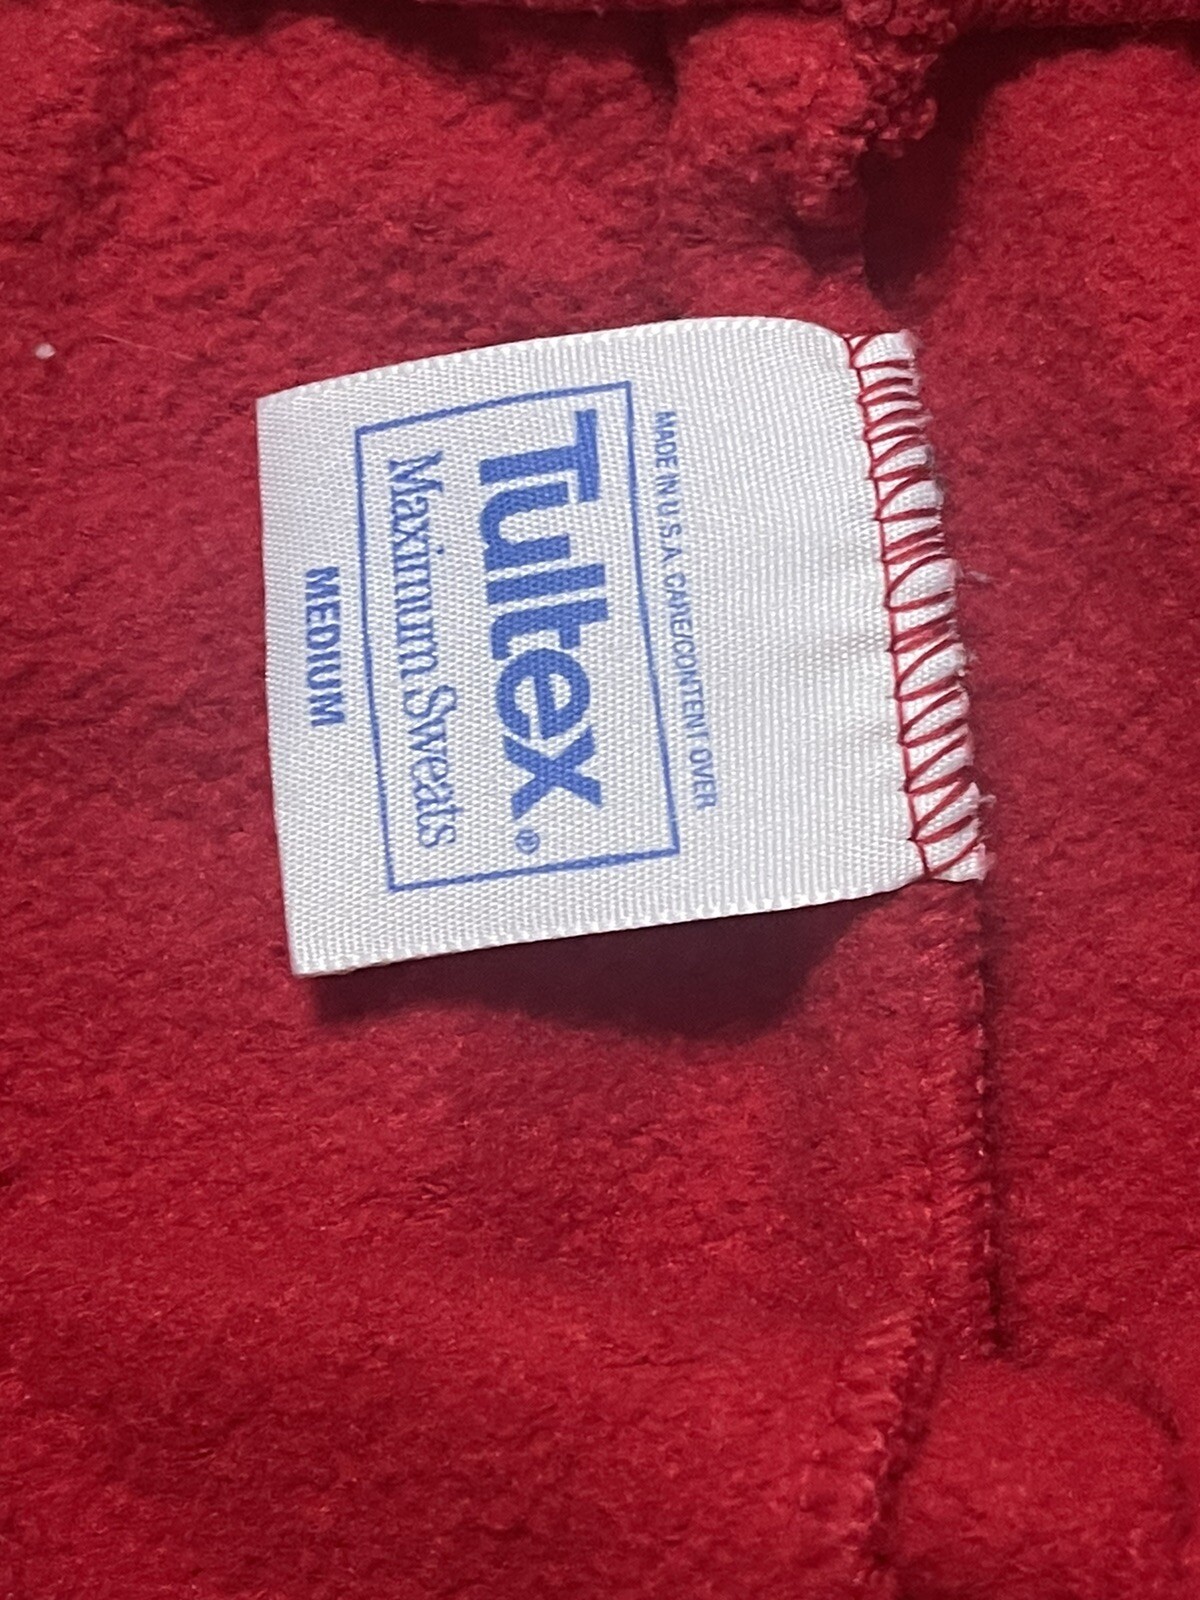 MADE IN U.S.A. CARE/CONTENT OVER
Tultex®
Maximum Sweats
MEDIUM